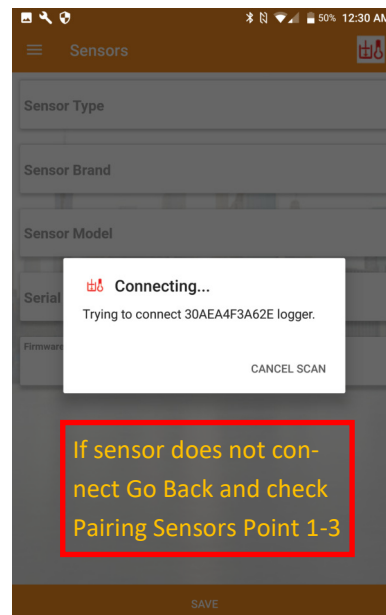 50% 12:30 AM
Sensors
Sensor Type
Sensor Brand
Sensor Model
Serial
Connecting...
Trying to connect 30AEA4F3A62E logger.
Firmware
CANCEL SCAN
If sensor does not con-
nect Go Back and check
Pairing Sensors Point 1-3
SAVE